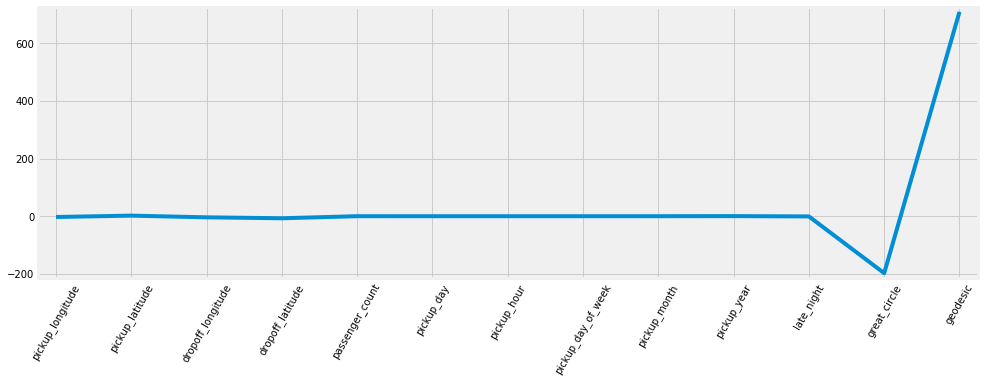 600
400
200
0
−200
pickup_longitude
pickup_latitude
dropoff_longitude
dropoff_latitude
passenger_count
pickup_day
pickup_hour
pickup_day_of_week
pickup_month
pickup_year
late_night
great_circle
geodesic